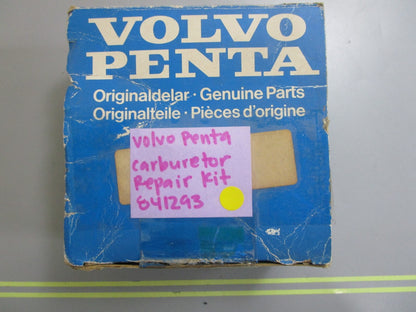 VOLVO
PENTA
Originaldelar · Genuine Parts
Originalteile · Pièces d'origine
Volvo Penta
carburetor
Repair Kit
841293